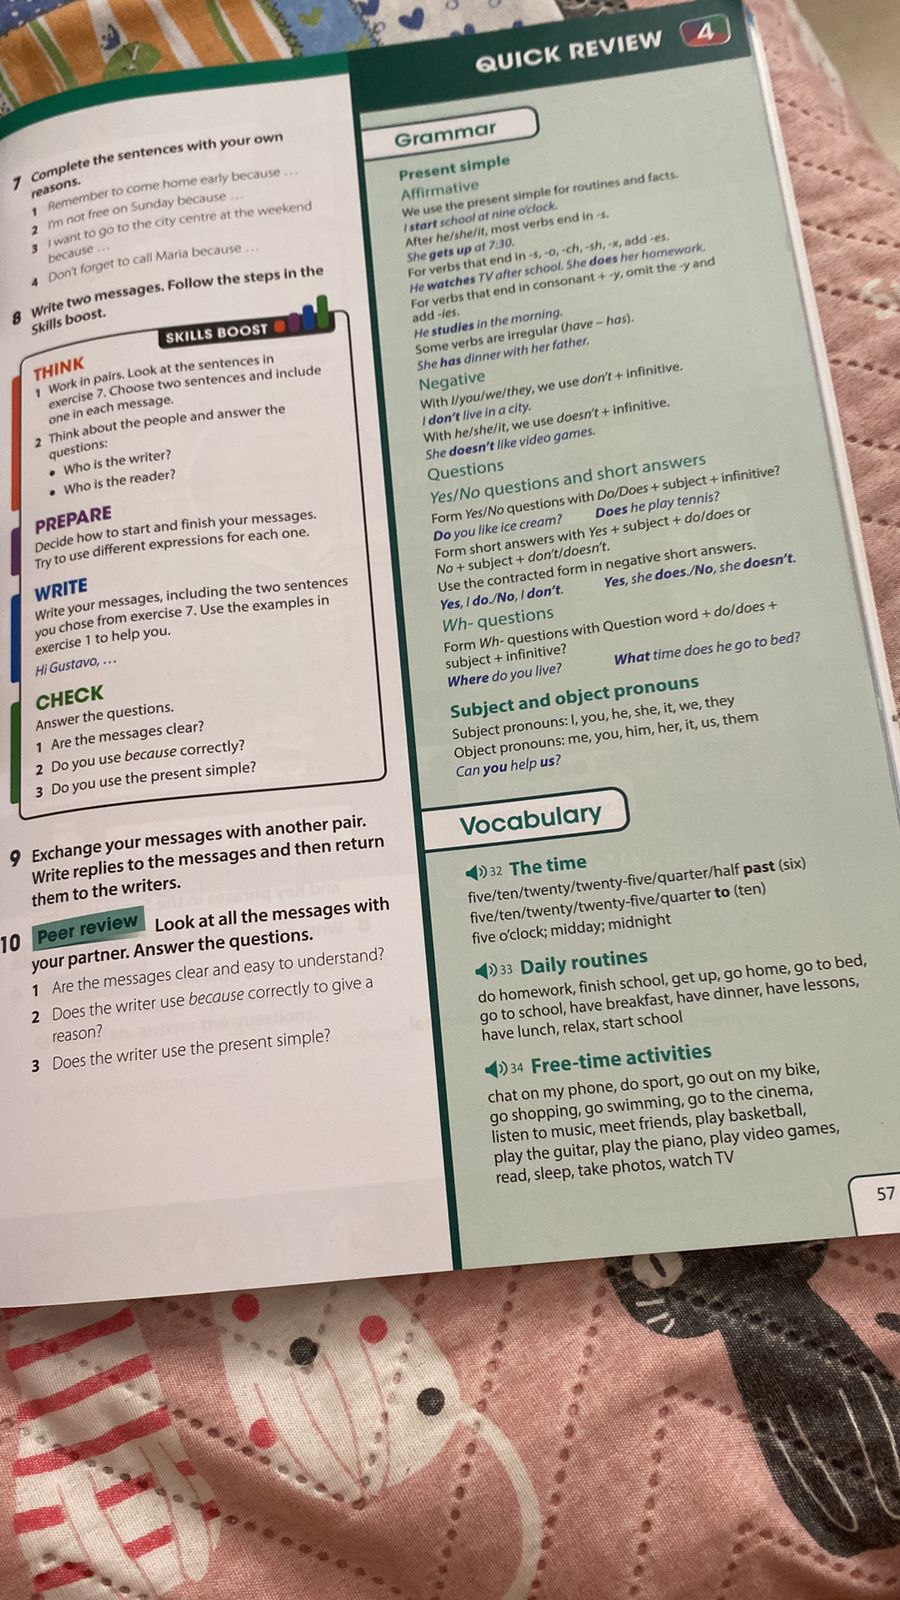 7 Complete the sentences with your own
reasons.
1 Remember to come home early because …
2 I'm not free on Sunday because …
3 I want to go to the city centre at the weekend
because …
4 Don't forget to call Maria because …
8 Write two messages. Follow the steps in the
Skills boost.
SKILLS BOOST
THINK
1 Work in pairs. Look at the sentences in
exercise 7. Choose two sentences and include
one in each message.
2 Think about the people and answer the
questions:
• Who is the writer?
• Who is the reader?
PREPARE
Decide how to start and finish your messages.
Try to use different expressions for each one.
WRITE
Write your messages, including the two sentences
you chose from exercise 7. Use the examples in
exercise 1 to help you.
Hi Gustavo, …
CHECK
Answer the questions.
1 Are the messages clear?
2 Do you use because correctly?
3 Do you use the present simple?
9 Exchange your messages with another pair.
Write replies to the messages and then return
them to the writers.
10 Peer review Look at all the messages with
your partner. Answer the questions.
1 Are the messages clear and easy to understand?
2 Does the writer use because correctly to give a
reason?
3 Does the writer use the present simple?
QUICK REVIEW 4
Grammar
Present simple
Affirmative
We use the present simple for routines and facts.
I start school at nine o'clock.
After he/she/it, most verbs end in -s.
She gets up at 7:30.
For verbs that end in -s, -o, -ch, -sh, -x, add -es.
He watches TV after school. She does her homework.
For verbs that end in consonant + -y, omit the -y and
add -ies.
He studies in the morning.
Some verbs are irregular (have – has).
She has dinner with her father.
Negative
With I/you/we/they, we use don't + infinitive.
I don't live in a city.
With he/she/it, we use doesn't + infinitive.
She doesn't like video games.
Questions
Yes/No questions and short answers
Form Yes/No questions with Do/Does + subject + infinitive?
Do you like ice cream? Does he play tennis?
Form short answers with Yes + subject + do/does or
No + subject + don't/doesn't.
Use the contracted form in negative short answers.
Yes, I do./No, I don't. Yes, she does./No, she doesn't.
Wh- questions
Form Wh- questions with Question word + do/does +
subject + infinitive?
Where do you live? What time does he go to bed?
Subject and object pronouns
Subject pronouns: I, you, he, she, it, we, they
Object pronouns: me, you, him, her, it, us, them
Can you help us?
Vocabulary
32 The time
five/ten/twenty/twenty-five/quarter/half past (six)
five/ten/twenty/twenty-five/quarter to (ten)
five o'clock; midday; midnight
33 Daily routines
do homework, finish school, get up, go home, go to bed,
go to school, have breakfast, have dinner, have lessons,
have lunch, relax, start school
34 Free-time activities
chat on my phone, do sport, go out on my bike,
go shopping, go swimming, go to the cinema,
listen to music, meet friends, play basketball,
play the guitar, play the piano, play video games,
read, sleep, take photos, watch TV
57